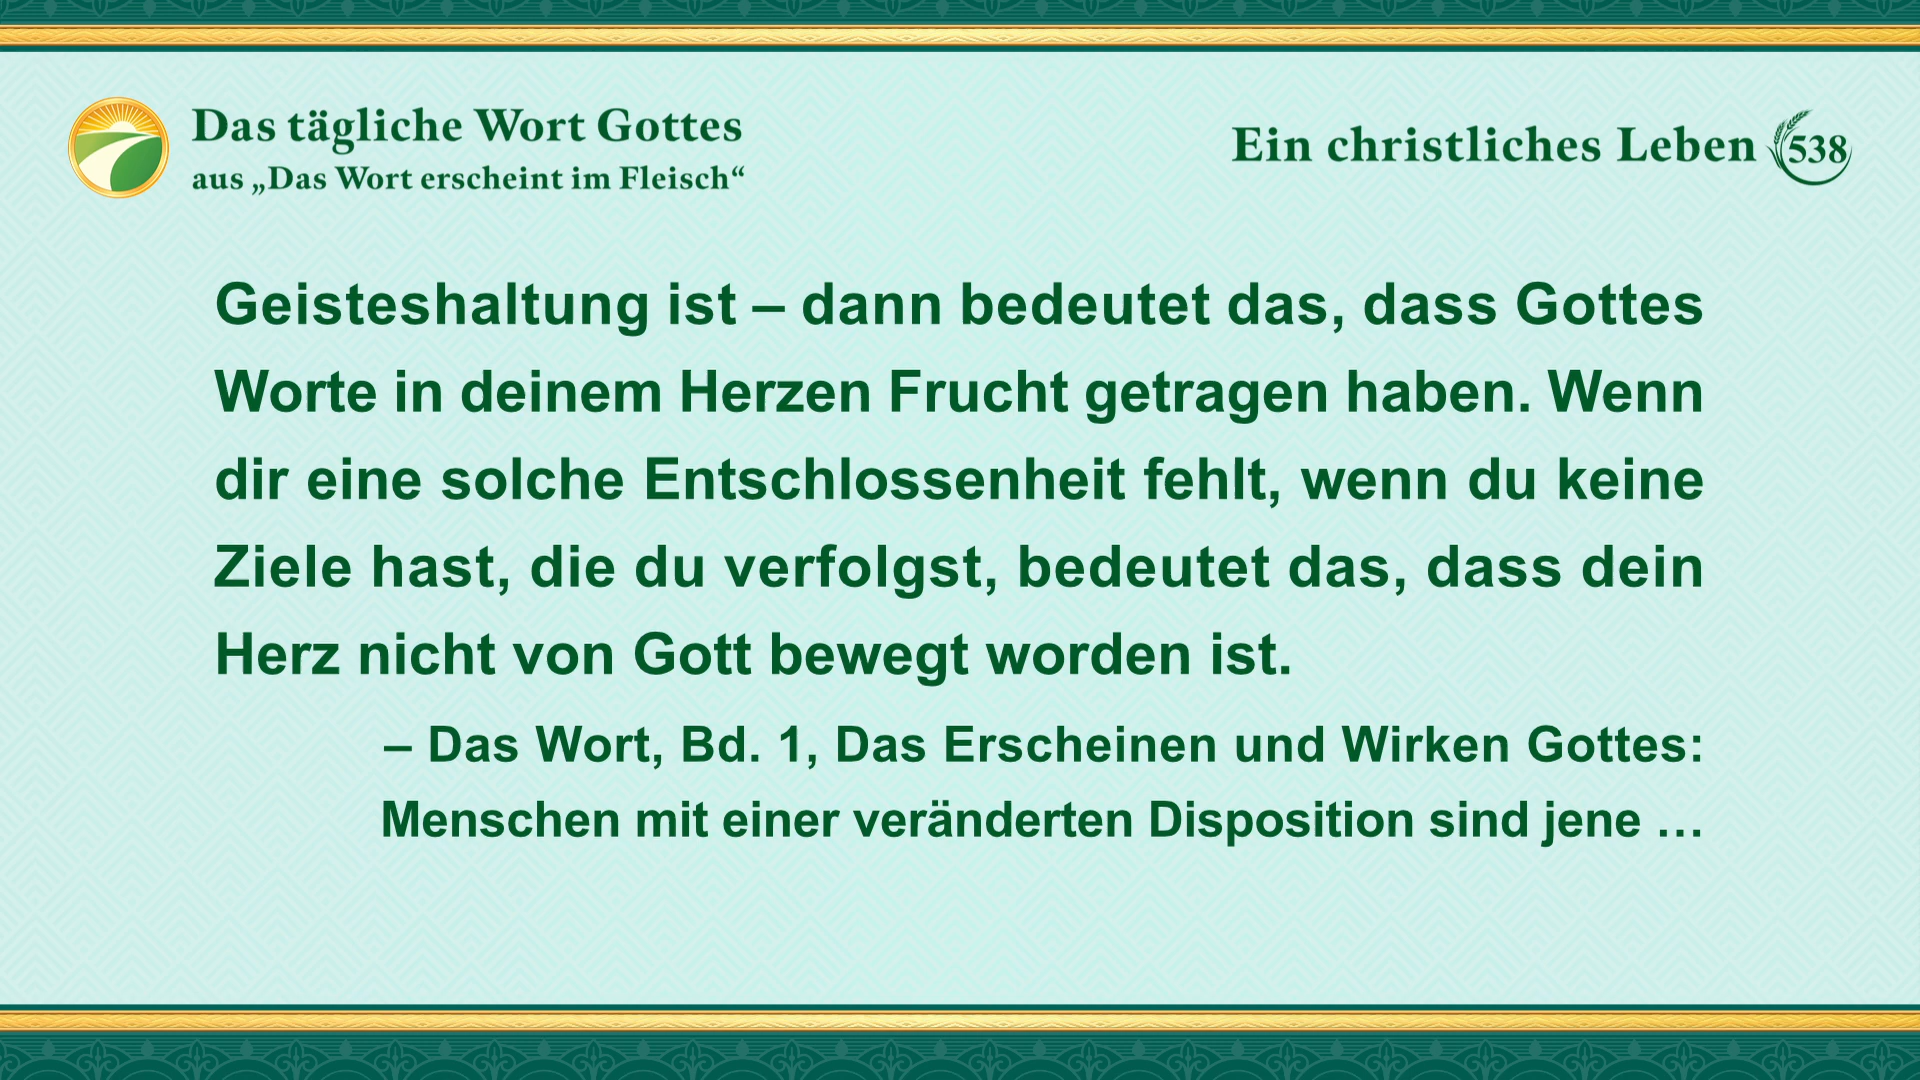 Das tägliche Wort Gottes
aus „Das Wort erscheint im Fleisch“
Ein christliches Leben 538
Geisteshaltung ist – dann bedeutet das, dass Gottes
Worte in deinem Herzen Frucht getragen haben. Wenn
dir eine solche Entschlossenheit fehlt, wenn du keine
Ziele hast, die du verfolgst, bedeutet das, dass dein
Herz nicht von Gott bewegt worden ist.
– Das Wort, Bd. 1, Das Erscheinen und Wirken Gottes:
Menschen mit einer veränderten Disposition sind jene …